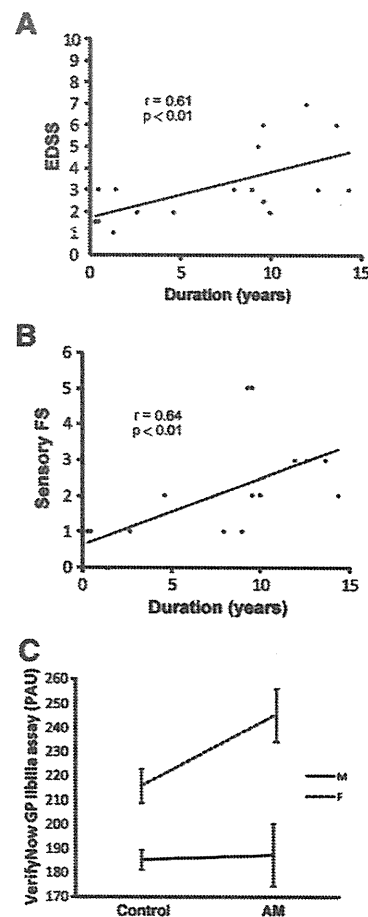 A
10
9
8
7
6
5
4
3
2
1
0
EDSS
r = 0.61
p < 0.01
0 5 10 15
Duration (years)
B
6
5
4
3
2
1
0
Sensory FS
r = 0.64
p < 0.01
0 5 10 15
Duration (years)
C
260
250
240
230
220
210
200
190
180
170
VerifyNow GP IIbIIIa assay (PAU)
M
F
Control AM